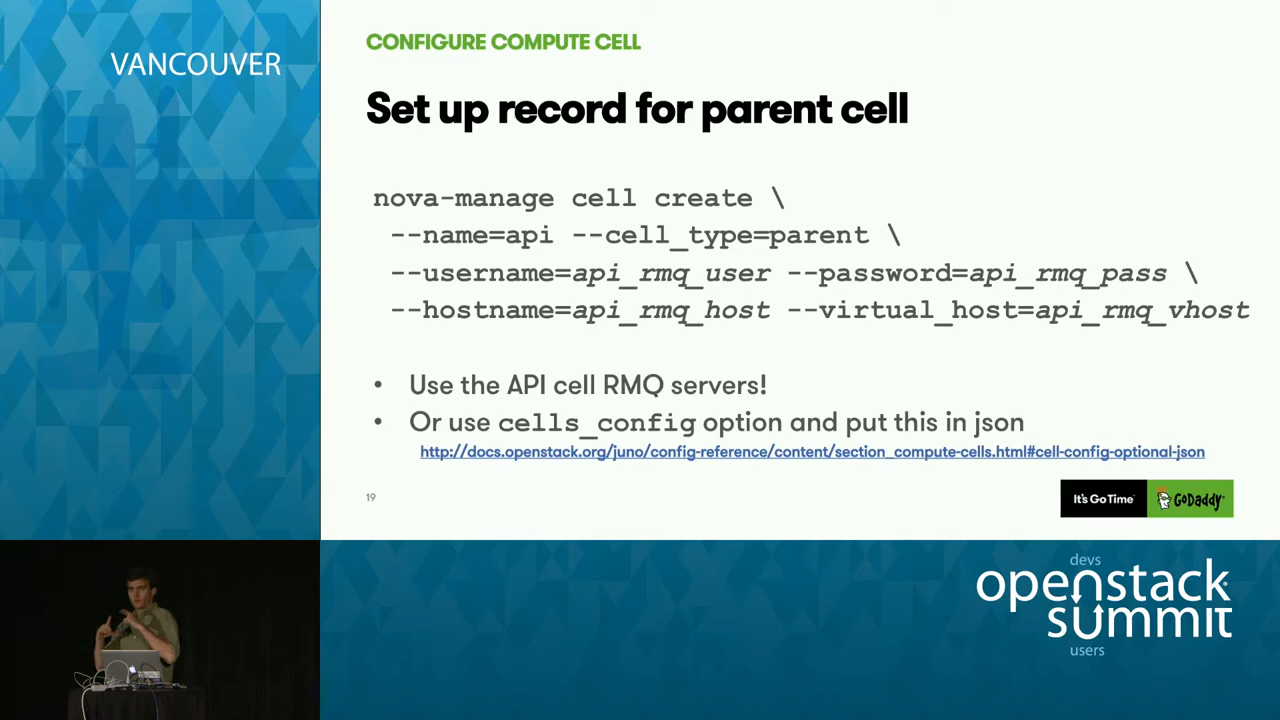 VANCOUVER
CONFIGURE COMPUTE CELL
Set up record for parent cell
nova-manage cell create \
--name=api --cell_type=parent \
--username=api_rmq_user --password=api_rmq_pass \
--hostname=api_rmq_host --virtual_host=api_rmq_vhost
• Use the API cell RMQ servers!
• Or use cells_config option and put this in json
http://docs.openstack.org/juno/config-reference/content/section_compute-cells.html#cell-config-optional-json
19
It's Go Time
GoDaddy
devs
openstack
summit
users